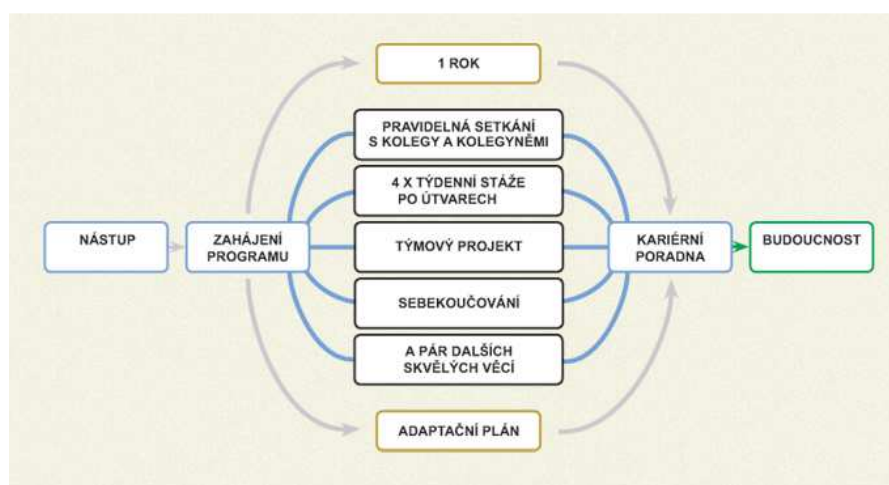 1 ROK
PRAVIDELNÁ SETKÁNÍ
S KOLEGY A KOLEGYNĚMI
4 X TÝDENNÍ STÁŽE
PO ÚTVARECH
NÁSTUP
ZAHÁJENÍ
PROGRAMU
TÝMOVÝ PROJEKT
KARIÉRNÍ
PORADNA
BUDOUCNOST
SEBEKOUČOVÁNÍ
A PÁR DALŠÍCH
SKVĚLÝCH VĚCÍ
ADAPTAČNÍ PLÁN